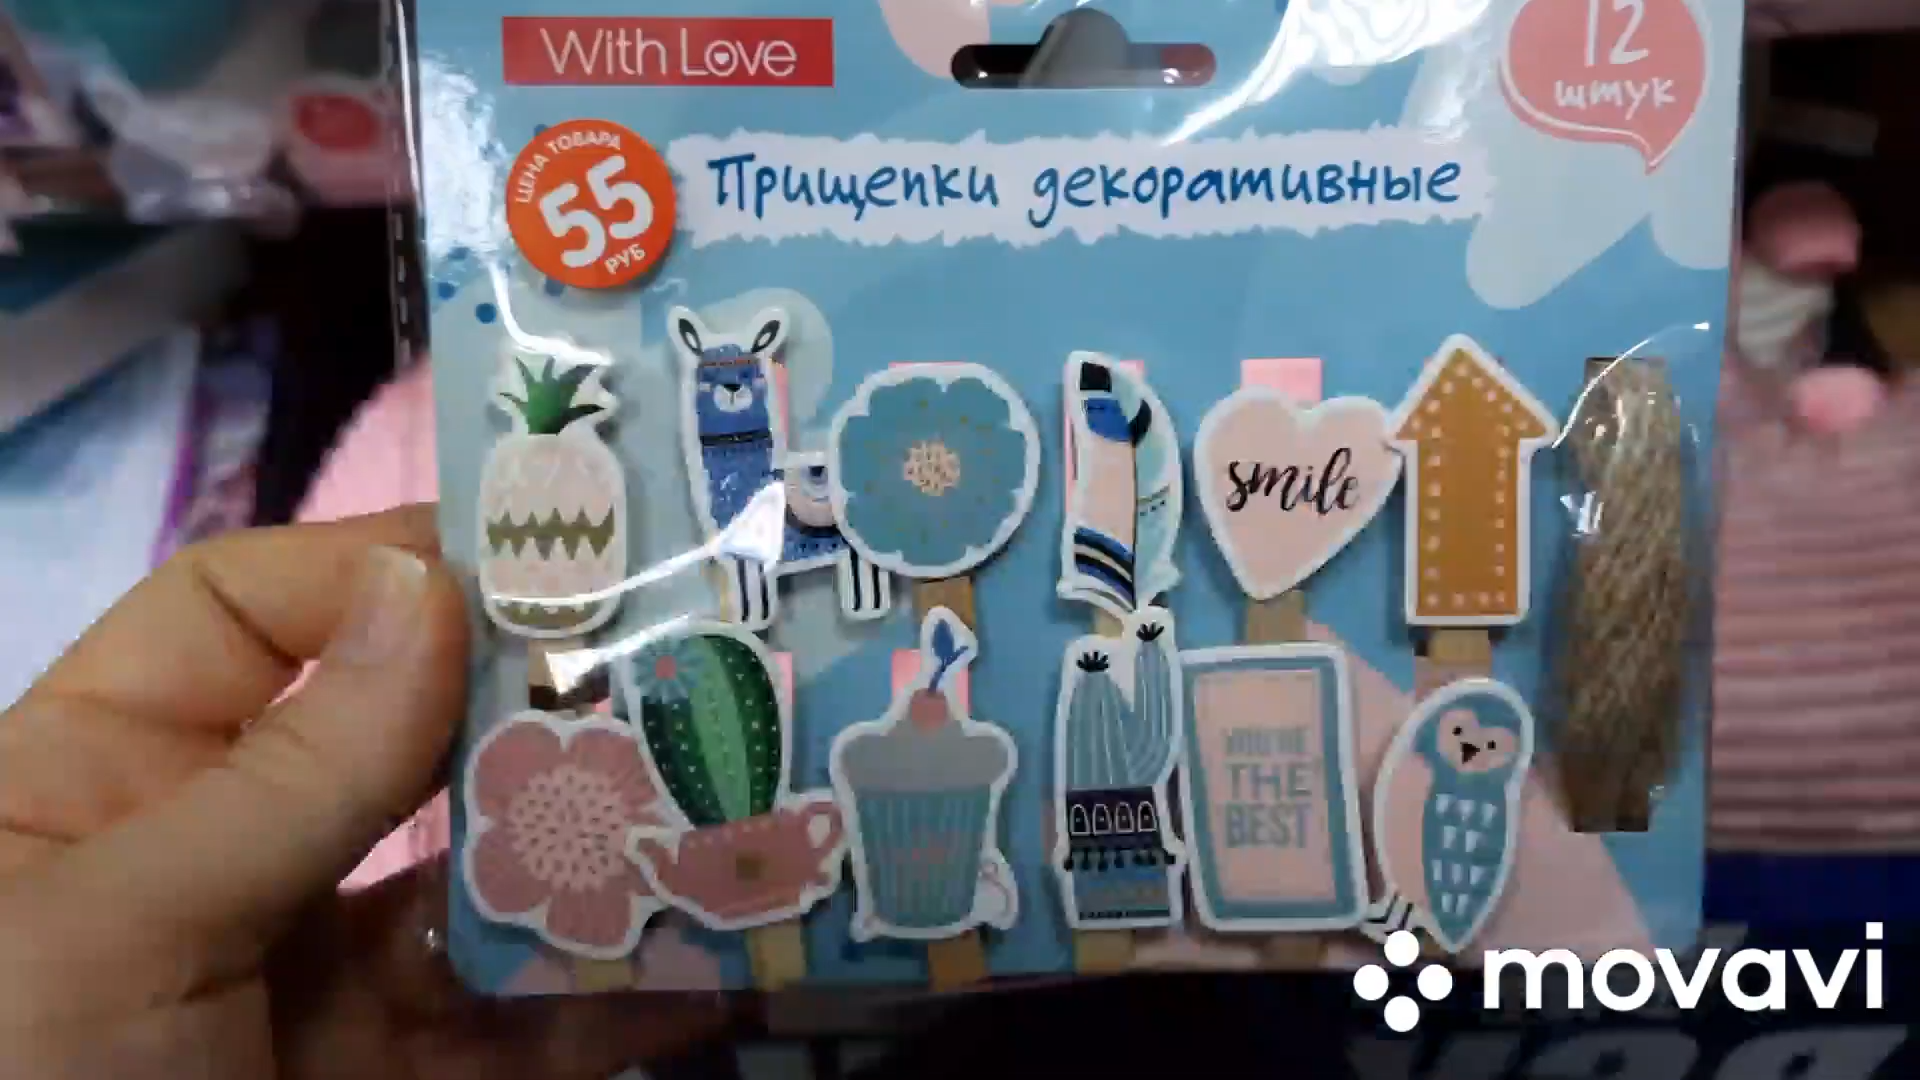 With Love
12
штук
ЦЕНА ТОВАРА
55
РУБ
Прищепки декоративные
smile
YOU'RE
THE
BEST
movavi